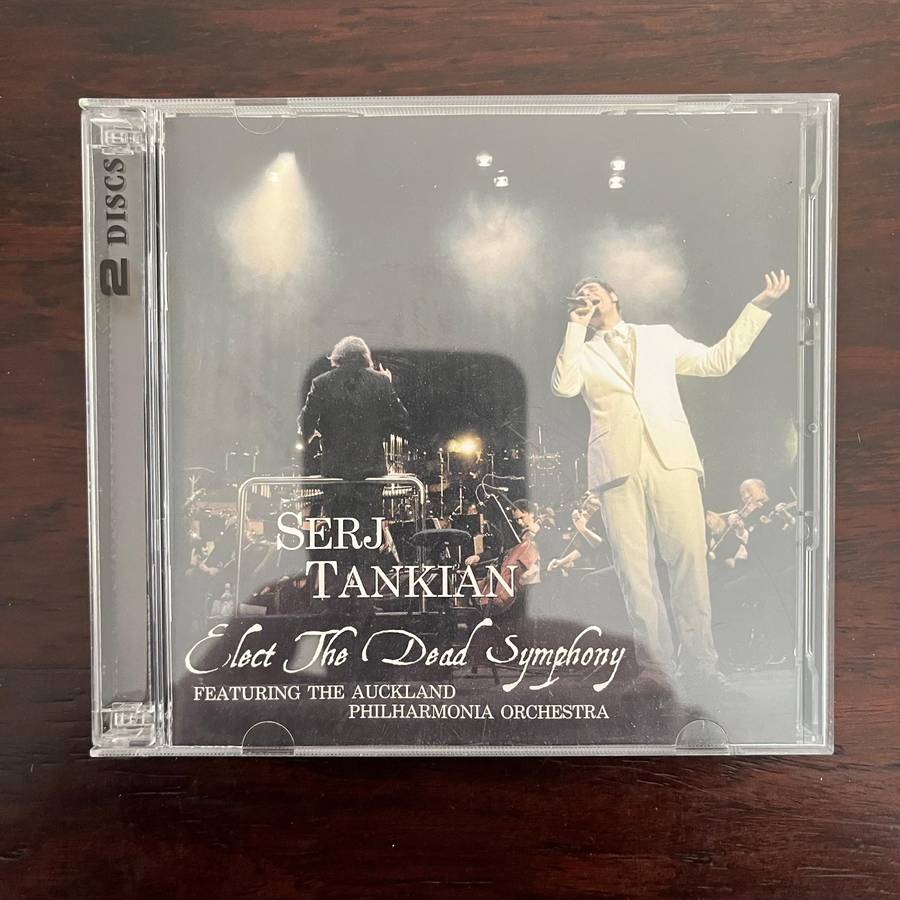 2 DISCS
SERJ
TANKIAN
Elect The Dead Symphony
FEATURING THE AUCKLAND
PHILHARMONIA ORCHESTRA